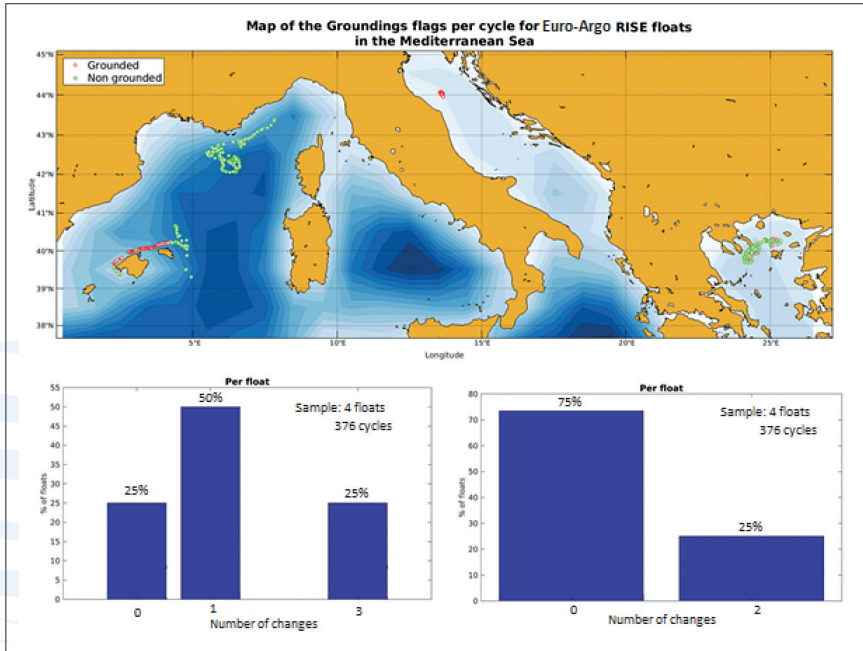 Map of the Groundings flags per cycle for Euro-Argo RISE floats
in the Mediterranean Sea
Grounded
Non grounded
45°N
44°N
43°N
42°N
41°N
40°N
39°N
38°N
Latitude
5°E
10°E
15°E
20°E
25°E
Longitude
Per float
55
50
45
40
35
30
25
20
15
10
5
0
% of floats
25%
50%
25%
Sample: 4 floats
376 cycles
0
1
3
Number of changes
Per float
80
70
60
50
40
30
20
10
0
% of floats
75%
25%
Sample: 4 floats
376 cycles
0
2
Number of changes